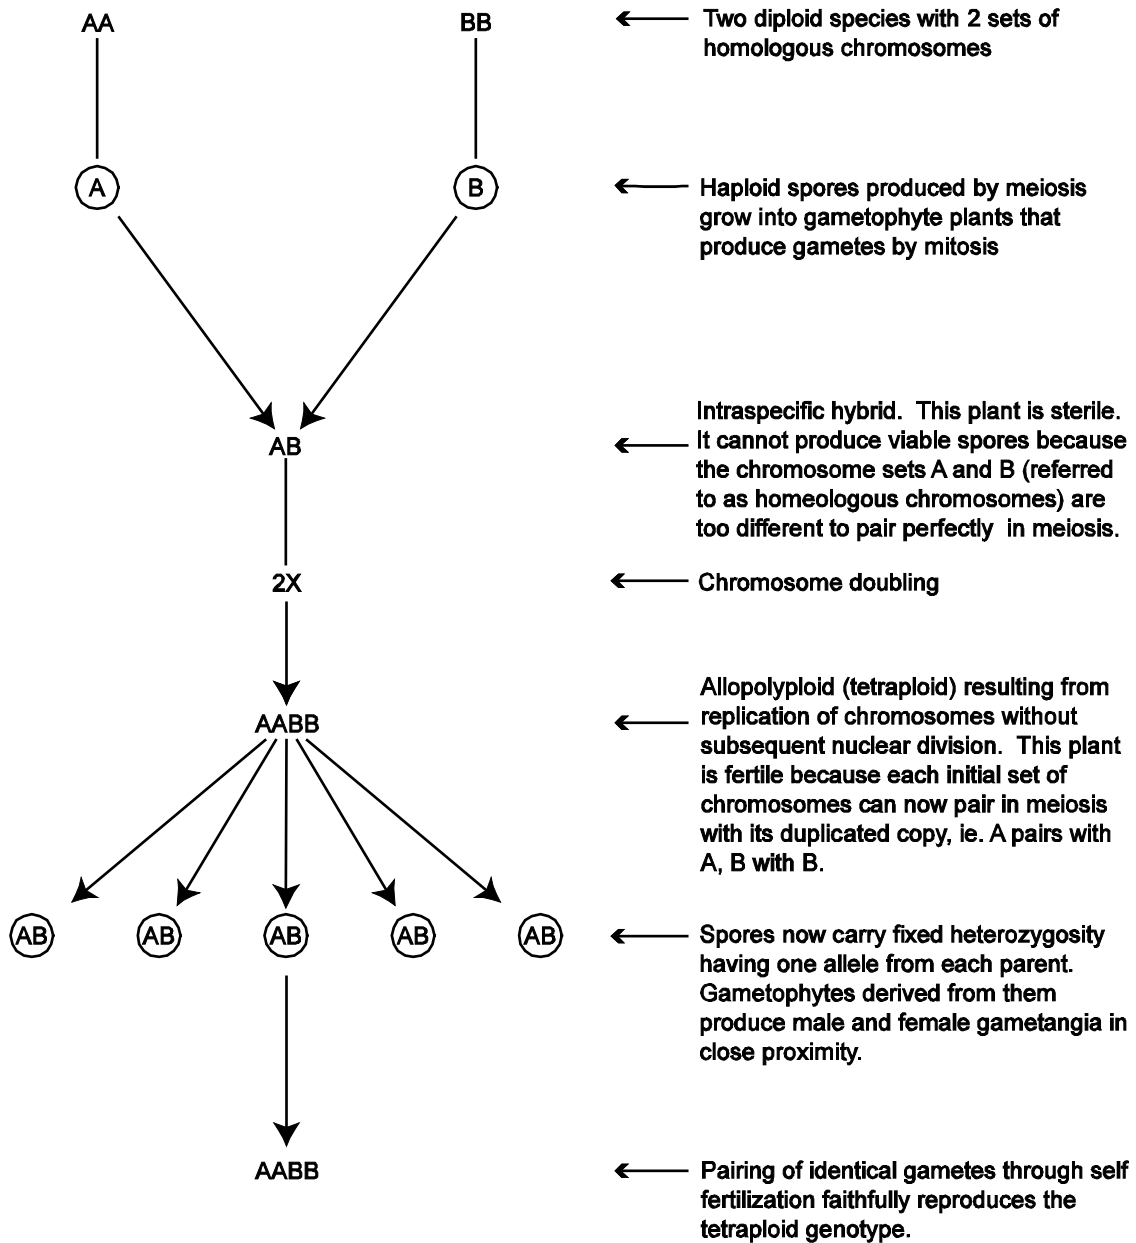 AA
BB
Two diploid species with 2 sets of
homologous chromosomes
A
B
Haploid spores produced by meiosis
grow into gametophyte plants that
produce gametes by mitosis
AB
Intraspecific hybrid.  This plant is sterile.
It cannot produce viable spores because
the chromosome sets A and B (referred
to as homeologous chromosomes) are
too different to pair perfectly  in meiosis.
2X
Chromosome doubling
AABB
Allopolyploid (tetraploid) resulting from
replication of chromosomes without
subsequent nuclear division.  This plant
is fertile because each initial set of
chromosomes can now pair in meiosis
with its duplicated copy, ie. A pairs with
A, B with B.
AB
AB
AB
AB
AB
Spores now carry fixed heterozygosity
having one allele from each parent.
Gametophytes derived from them
produce male and female gametangia in
close proximity.
AABB
Pairing of identical gametes through self
fertilization faithfully reproduces the
tetraploid genotype.